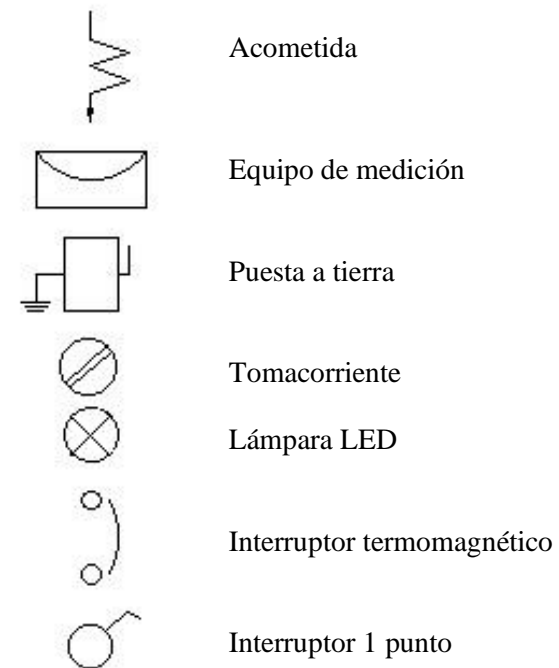 Acometida
Equipo de medición
Puesta a tierra
Tomacorriente
Lámpara LED
Interruptor termomagnético
Interruptor 1 punto